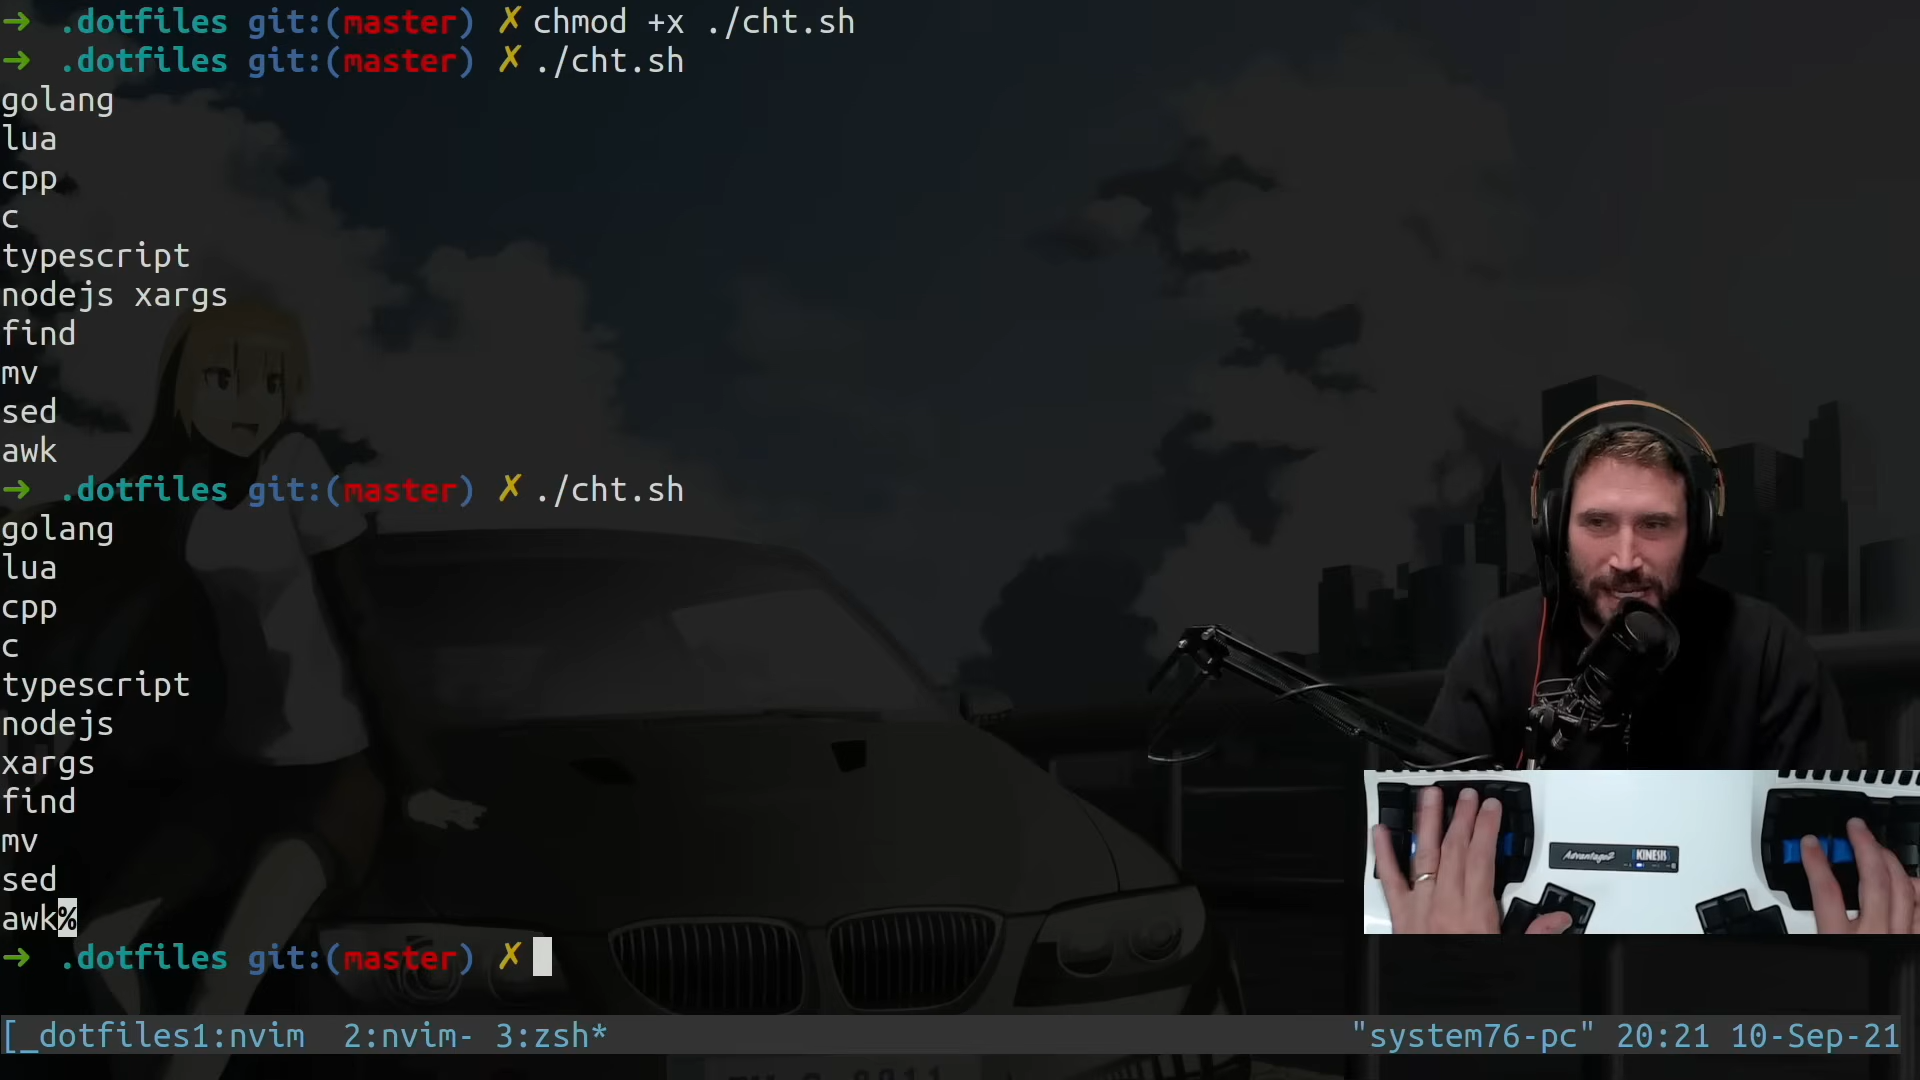 ➜ .dotfiles git:(master) ✗ chmod +x ./cht.sh
➜ .dotfiles git:(master) ✗ ./cht.sh
golang
lua
cpp
c
typescript
nodejs xargs
find
mv
sed
awk
➜ .dotfiles git:(master) ✗ ./cht.sh
golang
lua
cpp
c
typescript
nodejs
xargs
find
mv
sed
awk%
➜ .dotfiles git:(master) ✗
Advantage2 KINESIS
[_dotfiles1:nvim 2:nvim- 3:zsh* "system76-pc" 20:21 10-Sep-21